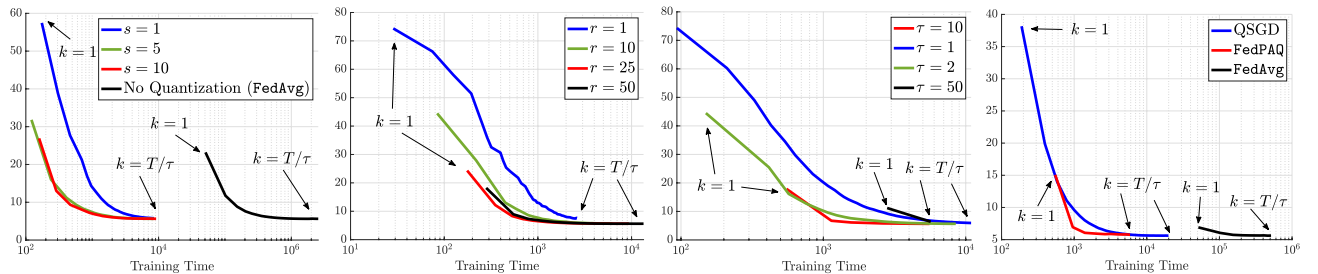 60
50
40
30
20
10
0
10^2
10^4
10^6
Training Time
s = 1
s = 5
s = 10
No Quantization (FedAvg)
k = 1
k = 1
k = T/τ
k = T/τ
80
70
60
50
40
30
20
10
0
10^2
10^3
10^4
Training Time
r = 1
r = 10
r = 25
r = 50
k = 1
k = T/τ
80
70
60
50
40
30
20
10
0
10^2
10^3
10^4
Training Time
τ = 10
τ = 1
τ = 2
τ = 50
k = 1
k = 1
k = T/τ
40
35
30
25
20
15
10
5
10^2
10^3
10^4
10^5
10^6
Training Time
QSGD
FedPAQ
FedAvg
k = 1
k = 1
k = T/τ
k = 1
k = T/τ